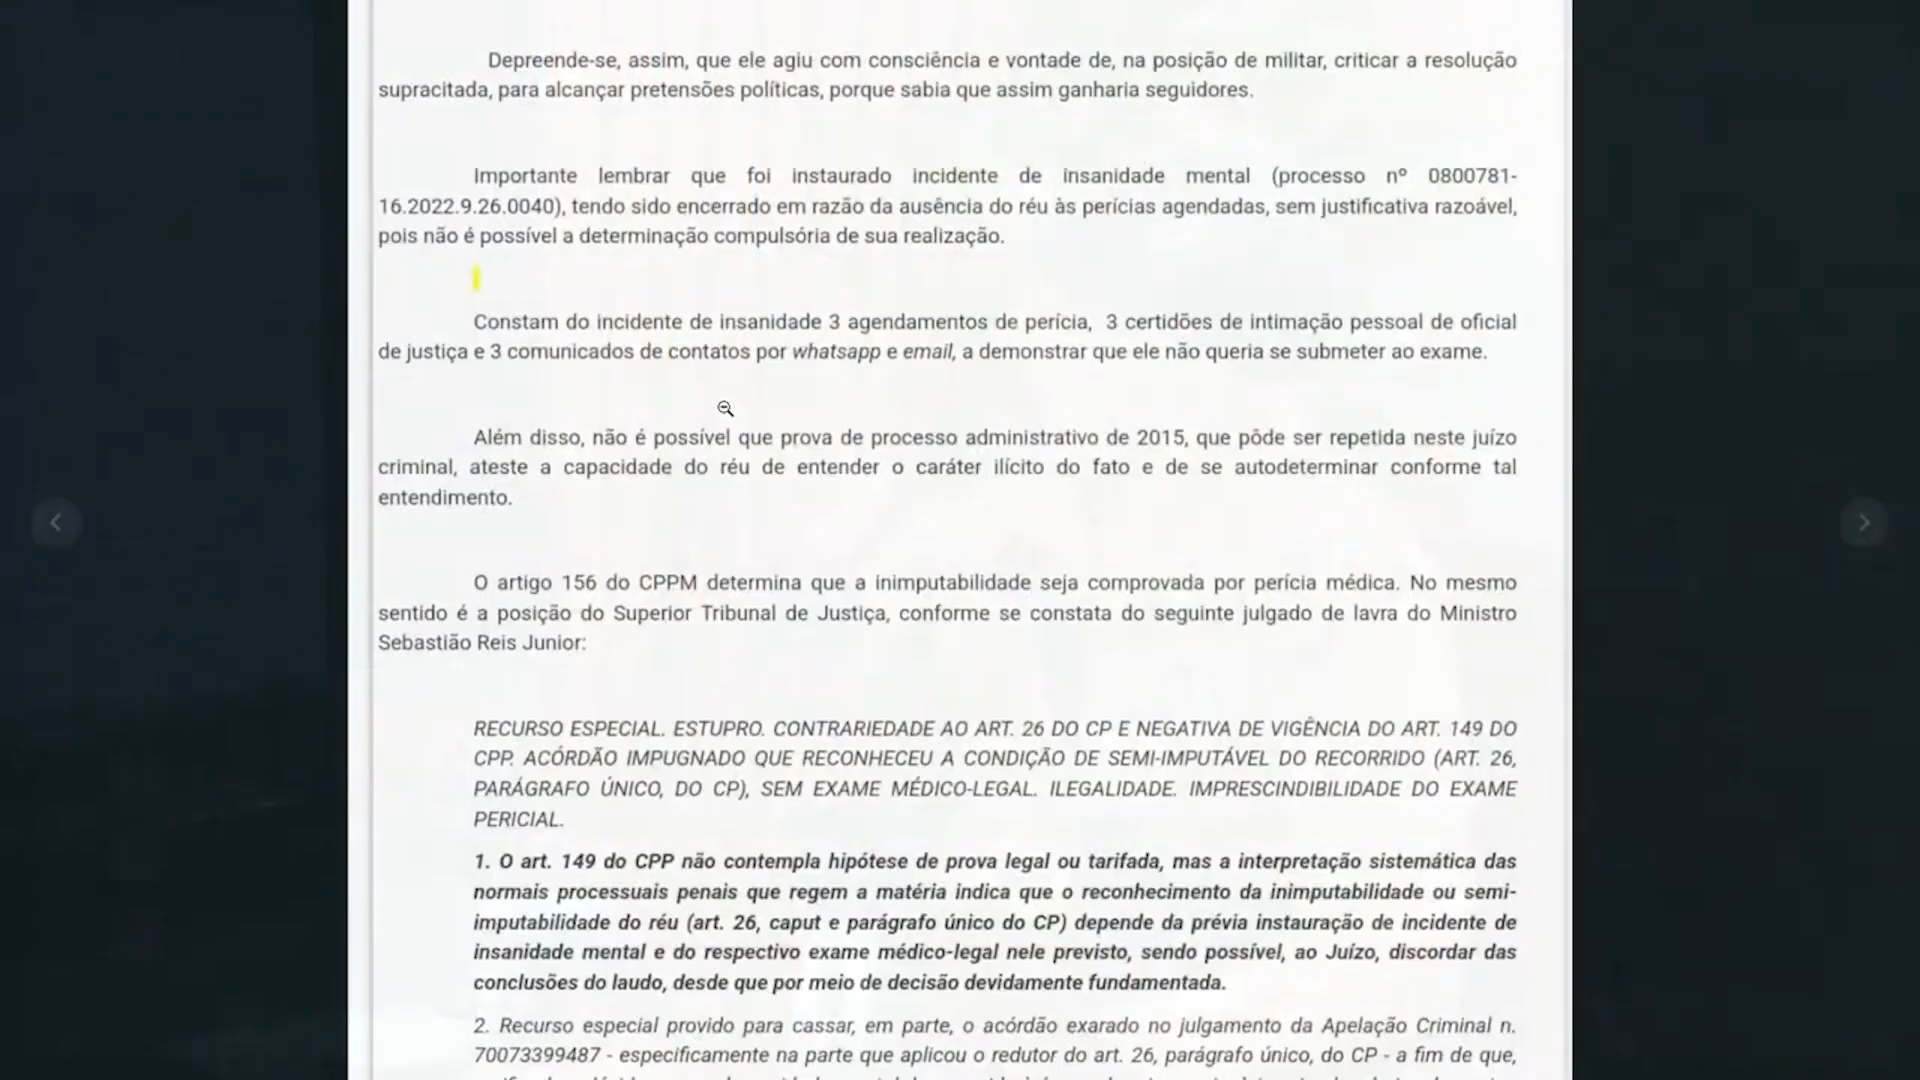 Depreende-se, assim, que ele agiu com consciência e vontade de, na posição de militar, criticar a resolução
supracitada, para alcançar pretensões políticas, porque sabia que assim ganharia seguidores.
Importante lembrar que foi instaurado incidente de insanidade mental (processo nº 0800781-
16.2022.9.26.0040), tendo sido encerrado em razão da ausência do réu às perícias agendadas, sem justificativa razoável,
pois não é possível a determinação compulsória de sua realização.
Constam do incidente de insanidade 3 agendamentos de perícia, 3 certidões de intimação pessoal de oficial
de justiça e 3 comunicados de contatos por whatsapp e email, a demonstrar que ele não queria se submeter ao exame.
Além disso, não é possível que prova de processo administrativo de 2015, que pôde ser repetida neste juízo
criminal, ateste a capacidade do réu de entender o caráter ilícito do fato e de se autodeterminar conforme tal
entendimento.
O artigo 156 do CPPM determina que a inimputabilidade seja comprovada por perícia médica. No mesmo
sentido é a posição do Superior Tribunal de Justiça, conforme se constata do seguinte julgado de lavra do Ministro
Sebastião Reis Junior:
RECURSO ESPECIAL. ESTUPRO. CONTRARIEDADE AO ART. 26 DO CP E NEGATIVA DE VIGÊNCIA DO ART. 149 DO
CPP. ACÓRDÃO IMPUGNADO QUE RECONHECEU A CONDIÇÃO DE SEMI-IMPUTÁVEL DO RECORRIDO (ART. 26,
PARÁGRAFO ÚNICO, DO CP), SEM EXAME MÉDICO-LEGAL. ILEGALIDADE. IMPRESCINDIBILIDADE DO EXAME
PERICIAL.
1. O art. 149 do CPP não contempla hipótese de prova legal ou tarifada, mas a interpretação sistemática das
normais processuais penais que regem a matéria indica que o reconhecimento da inimputabilidade ou semi-
imputabilidade do réu (art. 26, caput e parágrafo único do CP) depende da prévia instauração de incidente de
insanidade mental e do respectivo exame médico-legal nele previsto, sendo possível, ao Juízo, discordar das
conclusões do laudo, desde que por meio de decisão devidamente fundamentada.
2. Recurso especial provido para cassar, em parte, o acórdão exarado no julgamento da Apelação Criminal n.
70073399487 - especificamente na parte que aplicou o redutor do art. 26, parágrafo único, do CP - a fim de que,